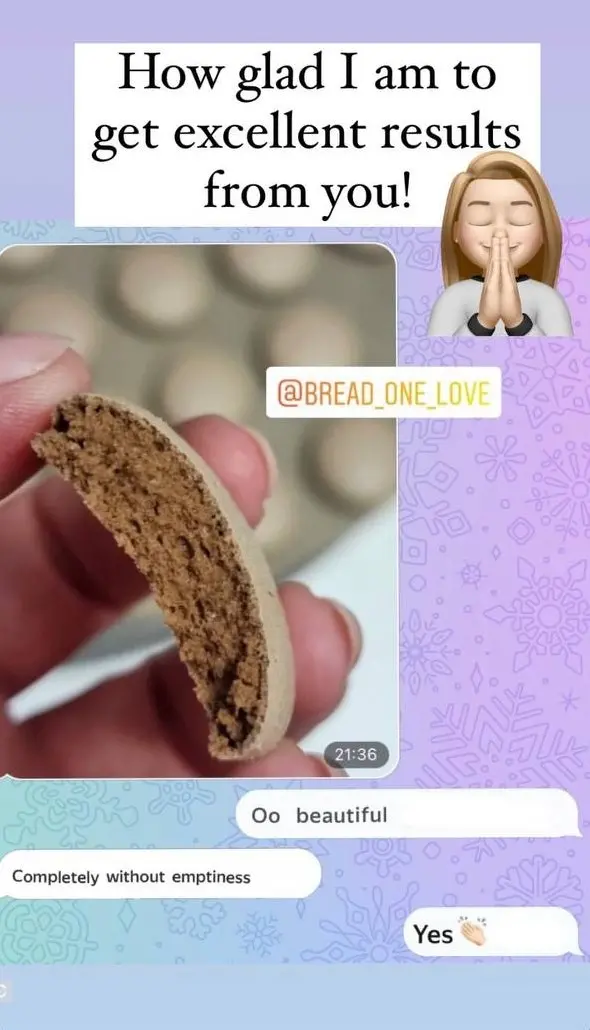 How glad I am to
get excellent results
from you!
@BREAD_ONE_LOVE
21:36
Oo beautiful
Completely without emptiness
Yes 👏🏻